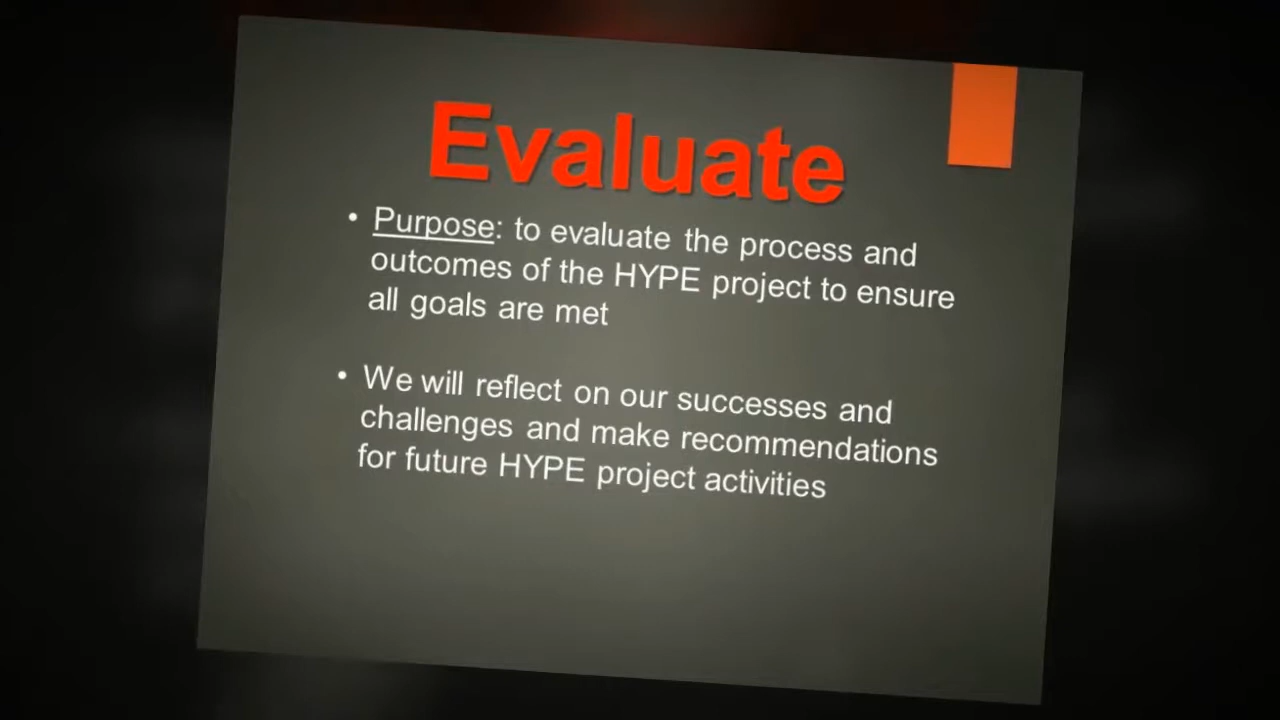 Evaluate
• Purpose: to evaluate the process and
outcomes of the HYPE project to ensure
all goals are met
• We will reflect on our successes and
challenges and make recommendations
for future HYPE project activities